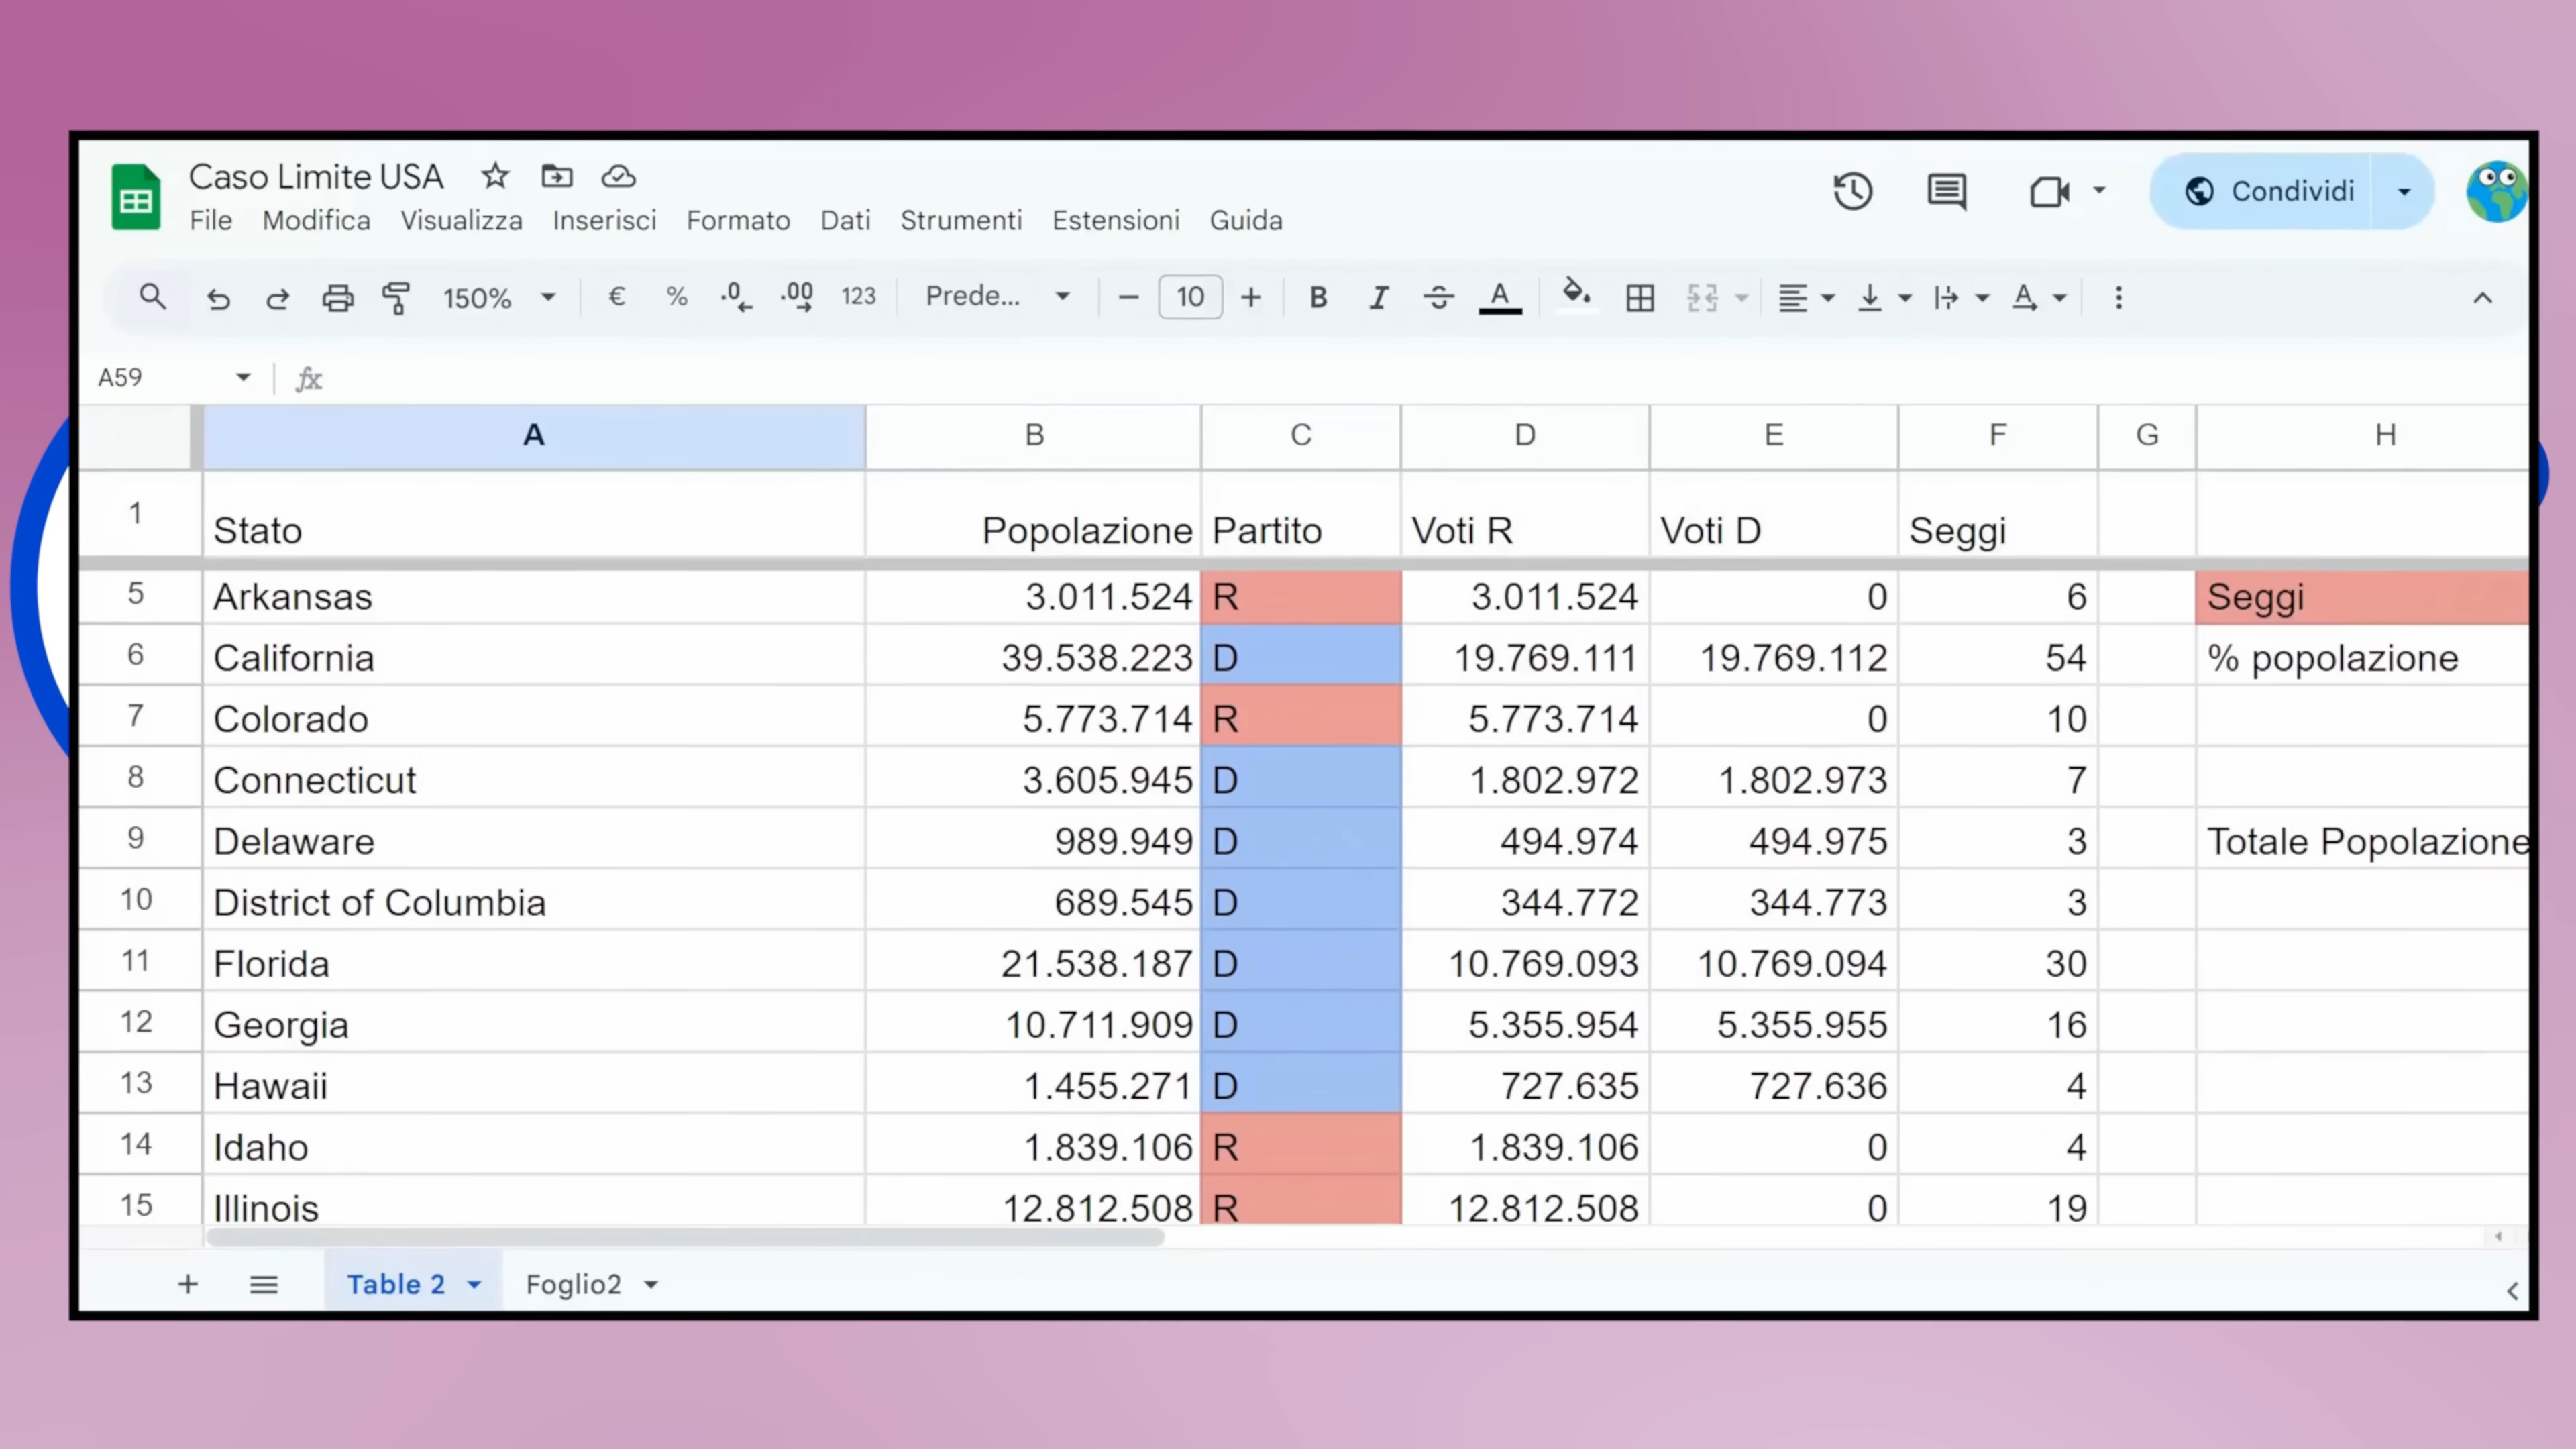 Caso Limite USA
File Modifica Visualizza Inserisci Formato Dati Strumenti Estensioni Guida
Condividi
150% € % .0 .00 123 Prede... 10 B I A
A59 fx
A B C D E F G H
1 Stato Popolazione Partito Voti R Voti D Seggi
5 Arkansas 3.011.524 R 3.011.524 0 6 Seggi
6 California 39.538.223 D 19.769.111 19.769.112 54 % popolazione
7 Colorado 5.773.714 R 5.773.714 0 10
8 Connecticut 3.605.945 D 1.802.972 1.802.973 7
9 Delaware 989.949 D 494.974 494.975 3 Totale Popolazione
10 District of Columbia 689.545 D 344.772 344.773 3
11 Florida 21.538.187 D 10.769.093 10.769.094 30
12 Georgia 10.711.909 D 5.355.954 5.355.955 16
13 Hawaii 1.455.271 D 727.635 727.636 4
14 Idaho 1.839.106 R 1.839.106 0 4
15 Illinois 12.812.508 R 12.812.508 0 19
Table 2 Foglio2